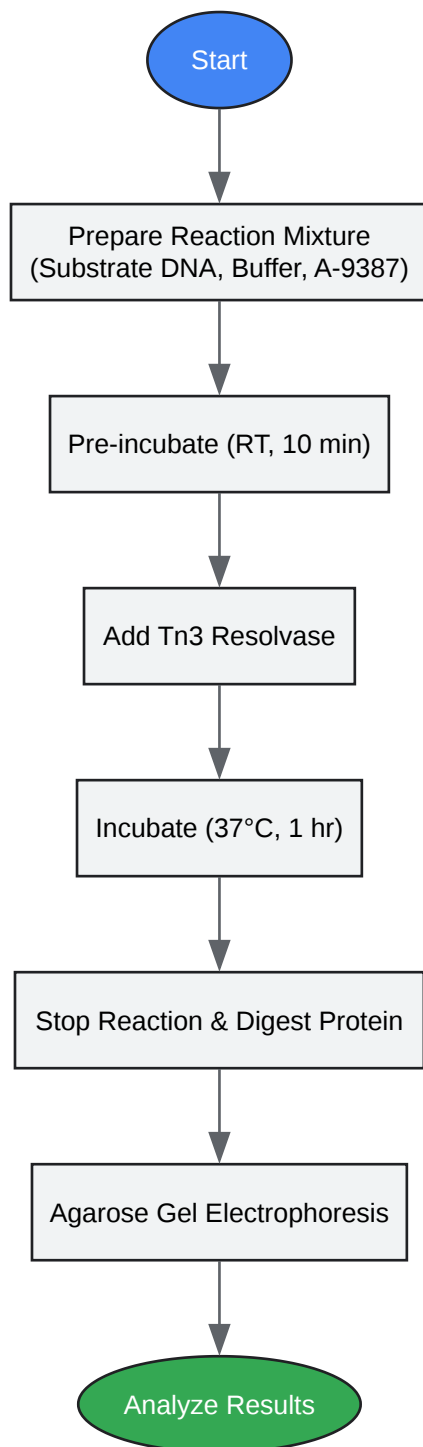 Start
Prepare Reaction Mixture
(Substrate DNA, Buffer, A-9387)
Pre-incubate (RT, 10 min)
Add Tn3 Resolvase
Incubate (37°C, 1 hr)
Stop Reaction & Digest Protein
Agarose Gel Electrophoresis
Analyze Results